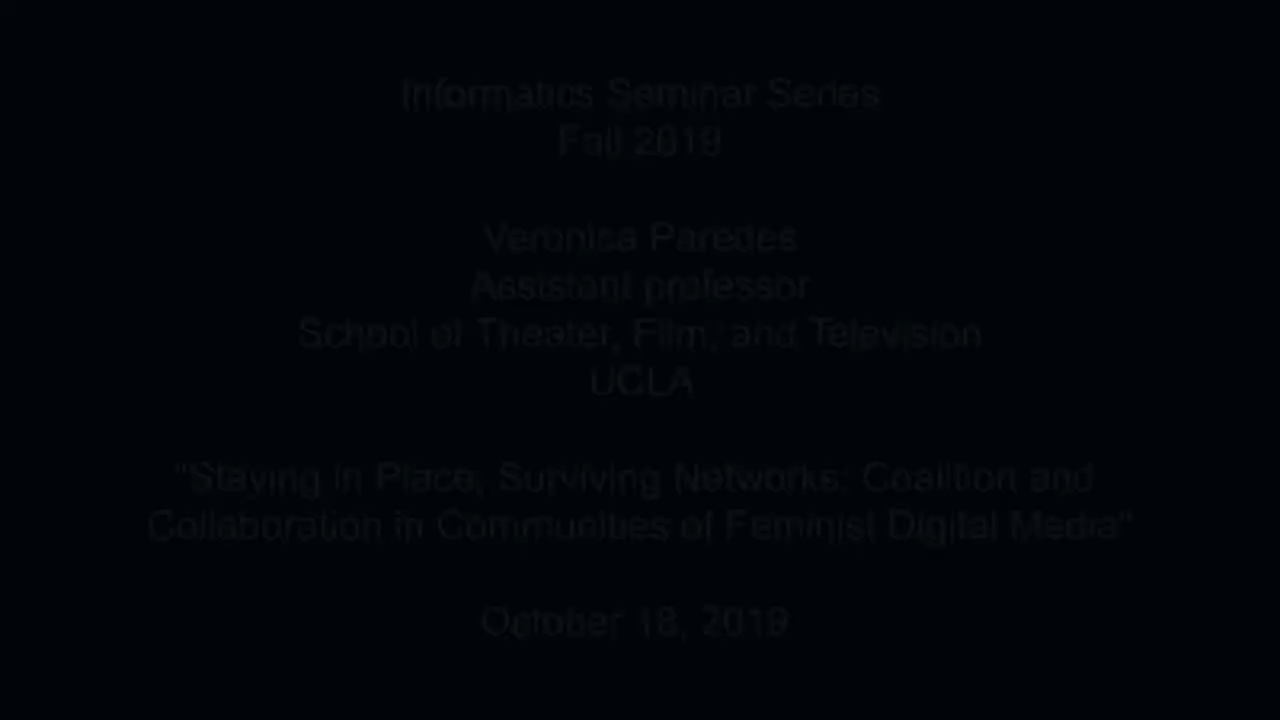 Informatics Seminar Series
Fall 2019
Veronica Paredes
Assistant professor
School of Theater, Film, and Television
UCLA
"Staying in Place, Surviving Networks: Coalition and
Collaboration in Communities of Feminist Digital Media"
October 18, 2019